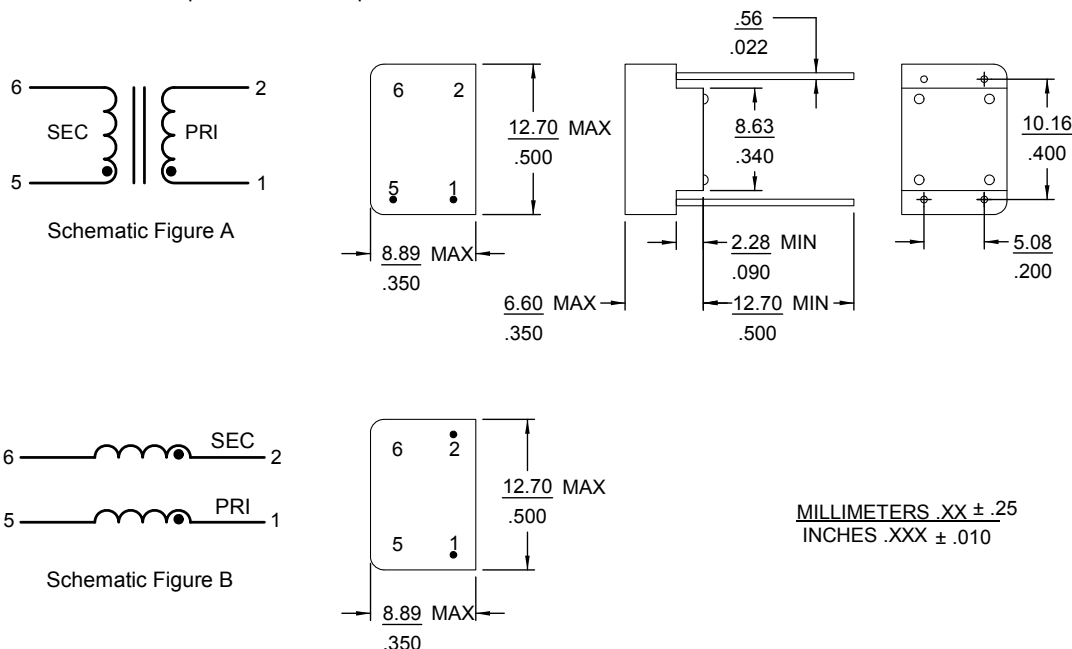 .56
.022
6
2
SEC
PRI
5
1
Schematic Figure A
6 2
5 1
12.70 MAX
.500
8.89 MAX
.350
8.63
.340
2.28 MIN
.090
6.60 MAX
.350
12.70 MIN
.500
10.16
.400
5.08
.200
6
SEC
2
5
PRI
1
Schematic Figure B
6 2
5 1
12.70 MAX
.500
8.89 MAX
.350
MILLIMETERS .XX ± .25
INCHES .XXX ± .010